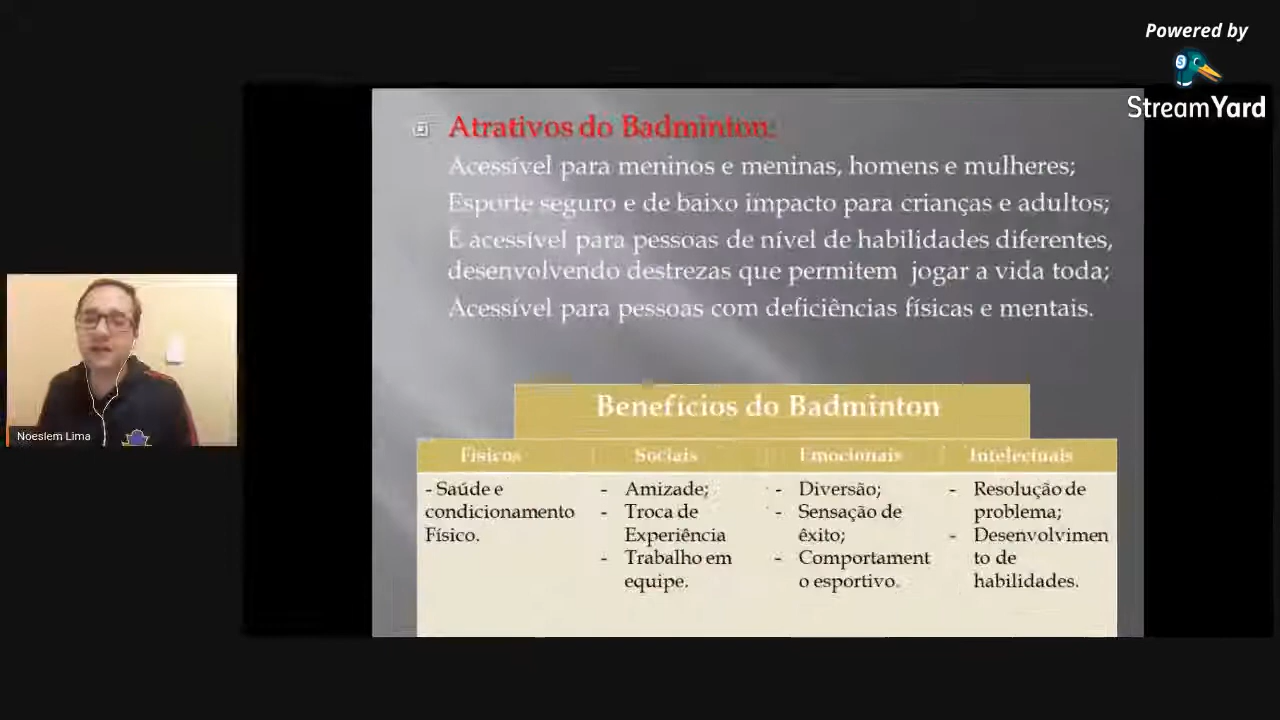 Powered by
StreamYard
Atrativos do Badminton:
Acessível para meninos e meninas, homens e mulheres;
Esporte seguro e de baixo impacto para crianças e adultos;
É acessível para pessoas de nível de habilidades diferentes,
desenvolvendo destrezas que permitem jogar a vida toda;
Acessível para pessoas com deficiências físicas e mentais.
Benefícios do Badminton
Físicos Sociais Emocionais Intelectuais
- Saúde e
condicionamento
Físico.
- Amizade;
- Troca de
Experiência
- Trabalho em
equipe.
- Diversão;
- Sensação de
êxito;
- Comportament
o esportivo.
- Resolução de
problema;
- Desenvolvimen
to de
habilidades.
Noeslem Lima